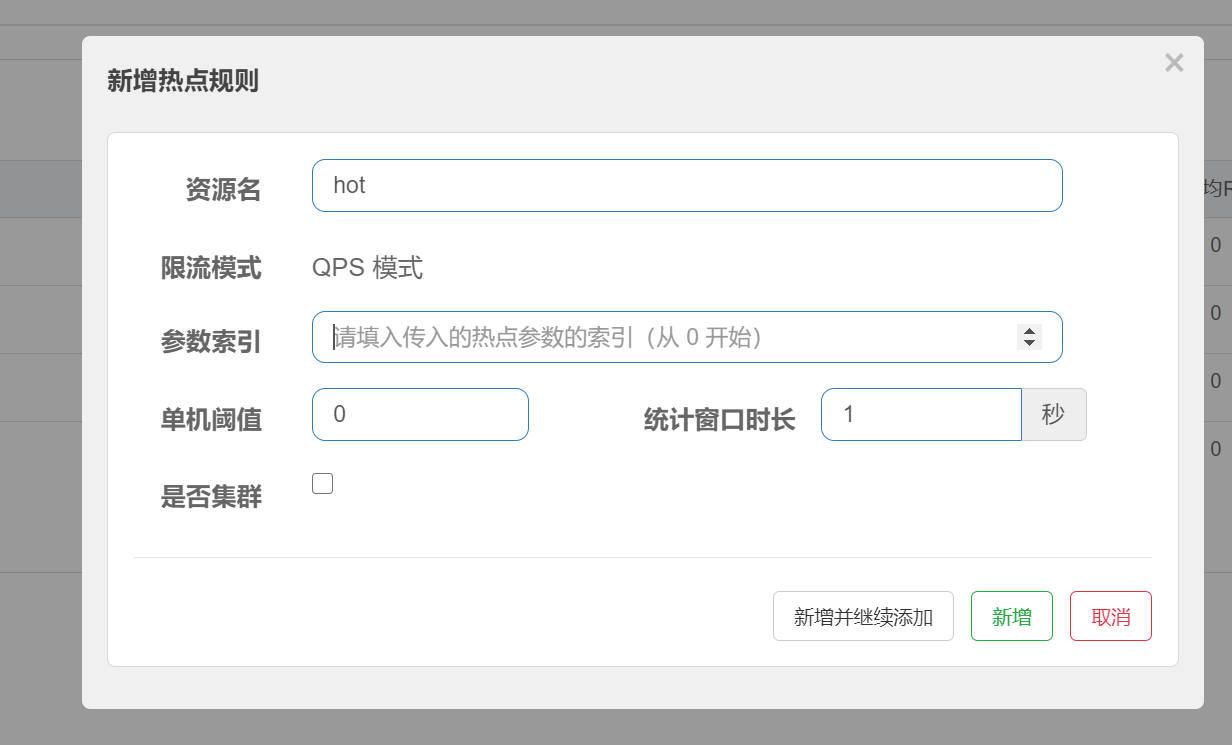 新增热点规则
×
资源名 hot
限流模式 QPS 模式
参数索引 请填入传入的热点参数的索引（从 0 开始）
单机阈值 0 统计窗口时长 1 秒
是否集群
新增并继续添加 新增 取消
0
0
0
0